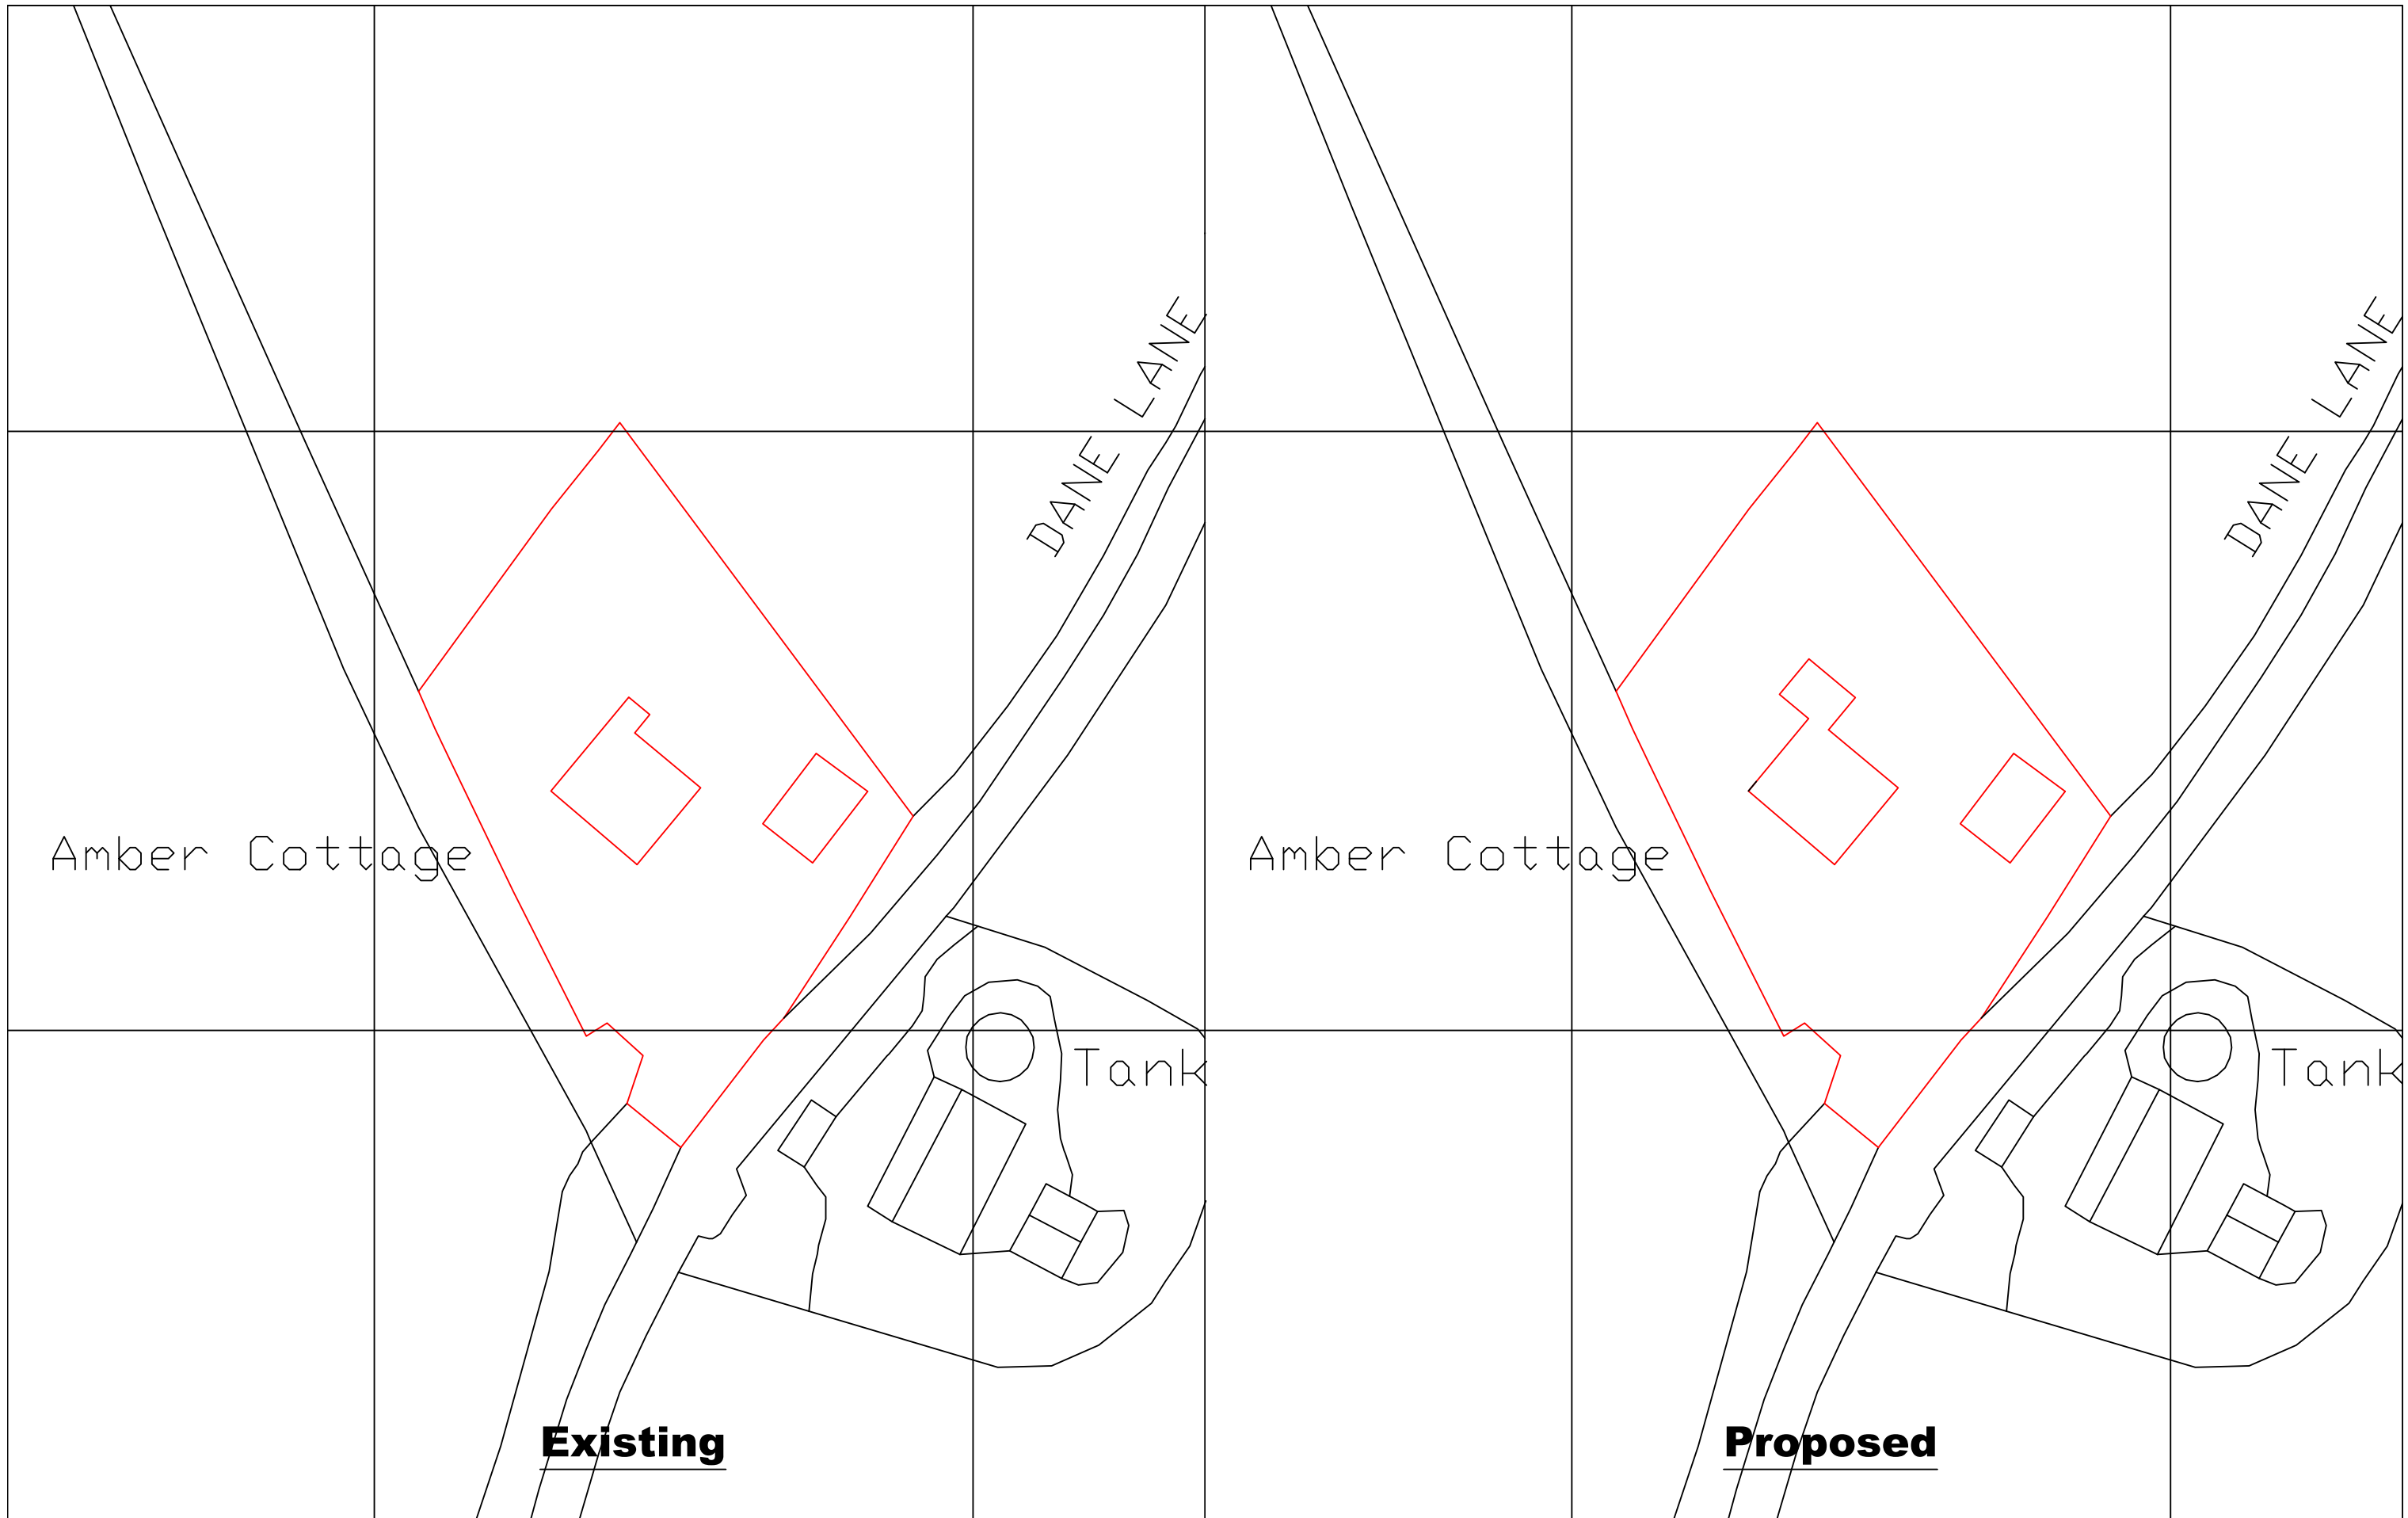 DANE LANE
Amber Cottage
Tank
Existing
DANE LANE
Amber Cottage
Tank
Proposed